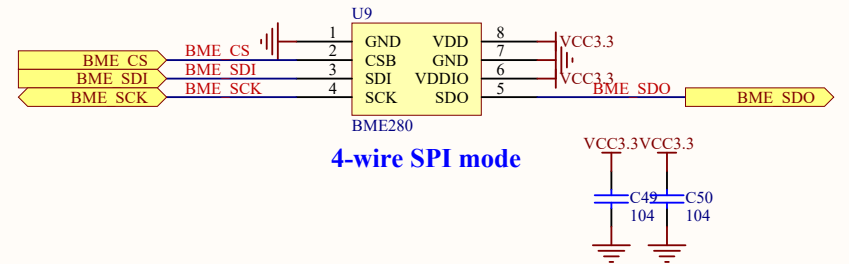 U9
1 GND VDD 8 VCC3.3
BME_CS BME_CS 2 CSB GND 7
BME_SDI BME_SDI 3 SDI VDDIO 6 VCC3.3
BME_SCK BME_SCK 4 SCK SDO 5 BME_SDO BME_SDO
BME280
4-wire SPI mode
VCC3.3 VCC3.3
C49 C50
104 104